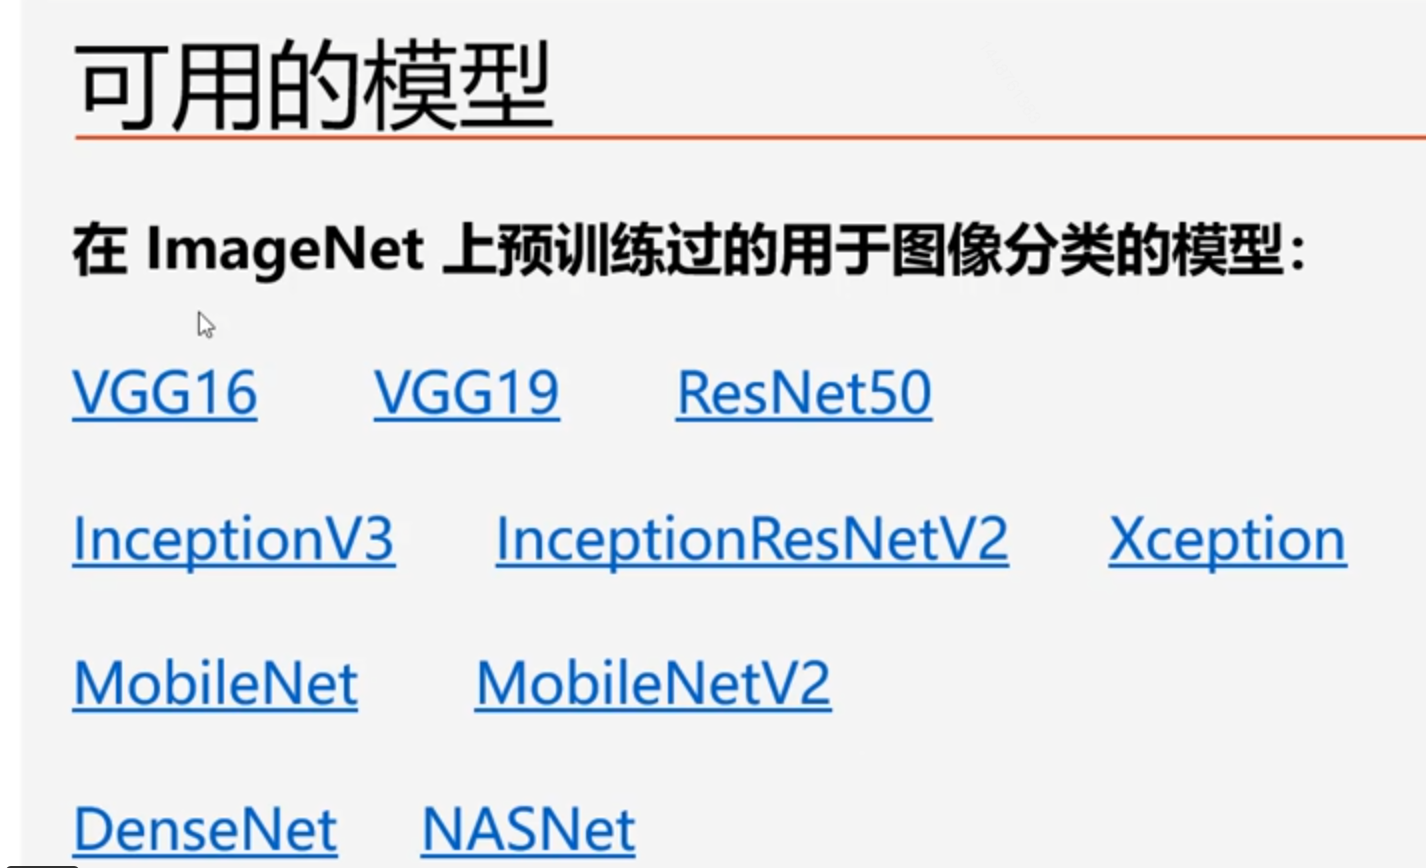 可用的模型
在 ImageNet 上预训练过的用于图像分类的模型：
VGG16 VGG19 ResNet50
InceptionV3 InceptionResNetV2 Xception
MobileNet MobileNetV2
DenseNet NASNet